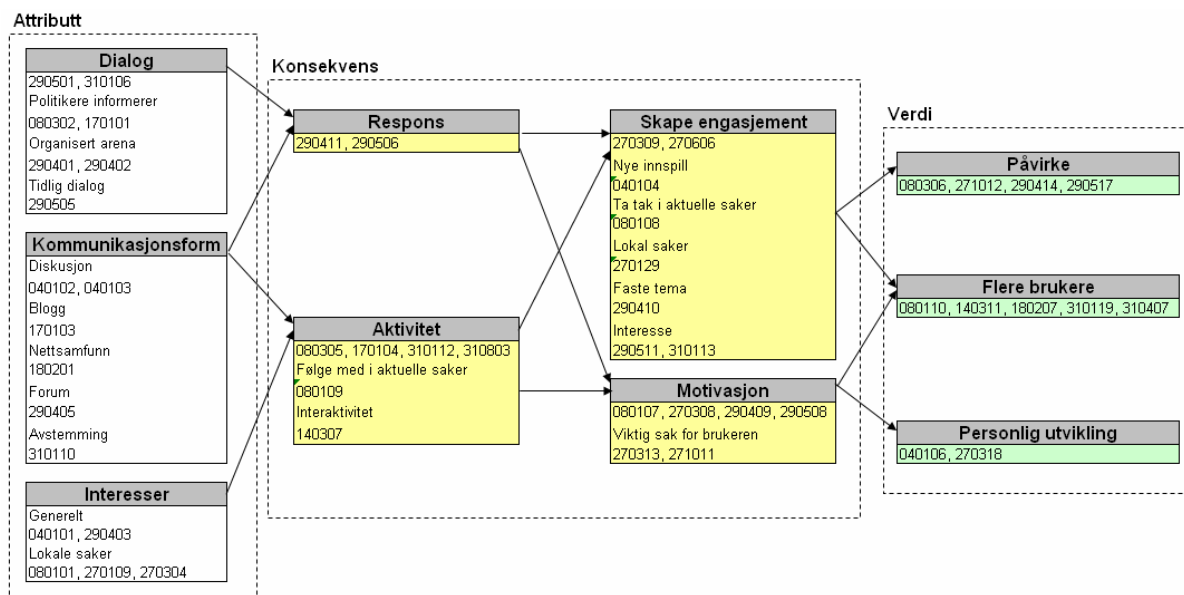 Attributt
Dialog
290501, 310106
Politikere informerer
080302, 170101
Organisert arena
290401, 290402
Tidlig dialog
290505
Kommunikasjonsform
Diskusjon
040102, 040103
Blogg
170103
Nettsamfunn
180201
Forum
290405
Avstemming
310110
Interesser
Generelt
040101, 290403
Lokale saker
080101, 270109, 270304
Konsekvens
Respons
290411, 290506
Aktivitet
080305, 170104, 310112, 310803
Følge med i aktuelle saker
080109
Interaktivitet
140307
Skape engasjement
270309, 270606
Nye innspill
040104
Ta tak i aktuelle saker
080108
Lokal saker
270129
Faste tema
290410
Interesse
290511, 310113
Motivasjon
080107, 270308, 290409, 290508
Viktig sak for brukeren
270313, 271011
Verdi
Påvirke
080306, 271012, 290414, 290517
Flere brukere
080110, 140311, 180207, 310119, 310407
Personlig utvikling
040106, 270318